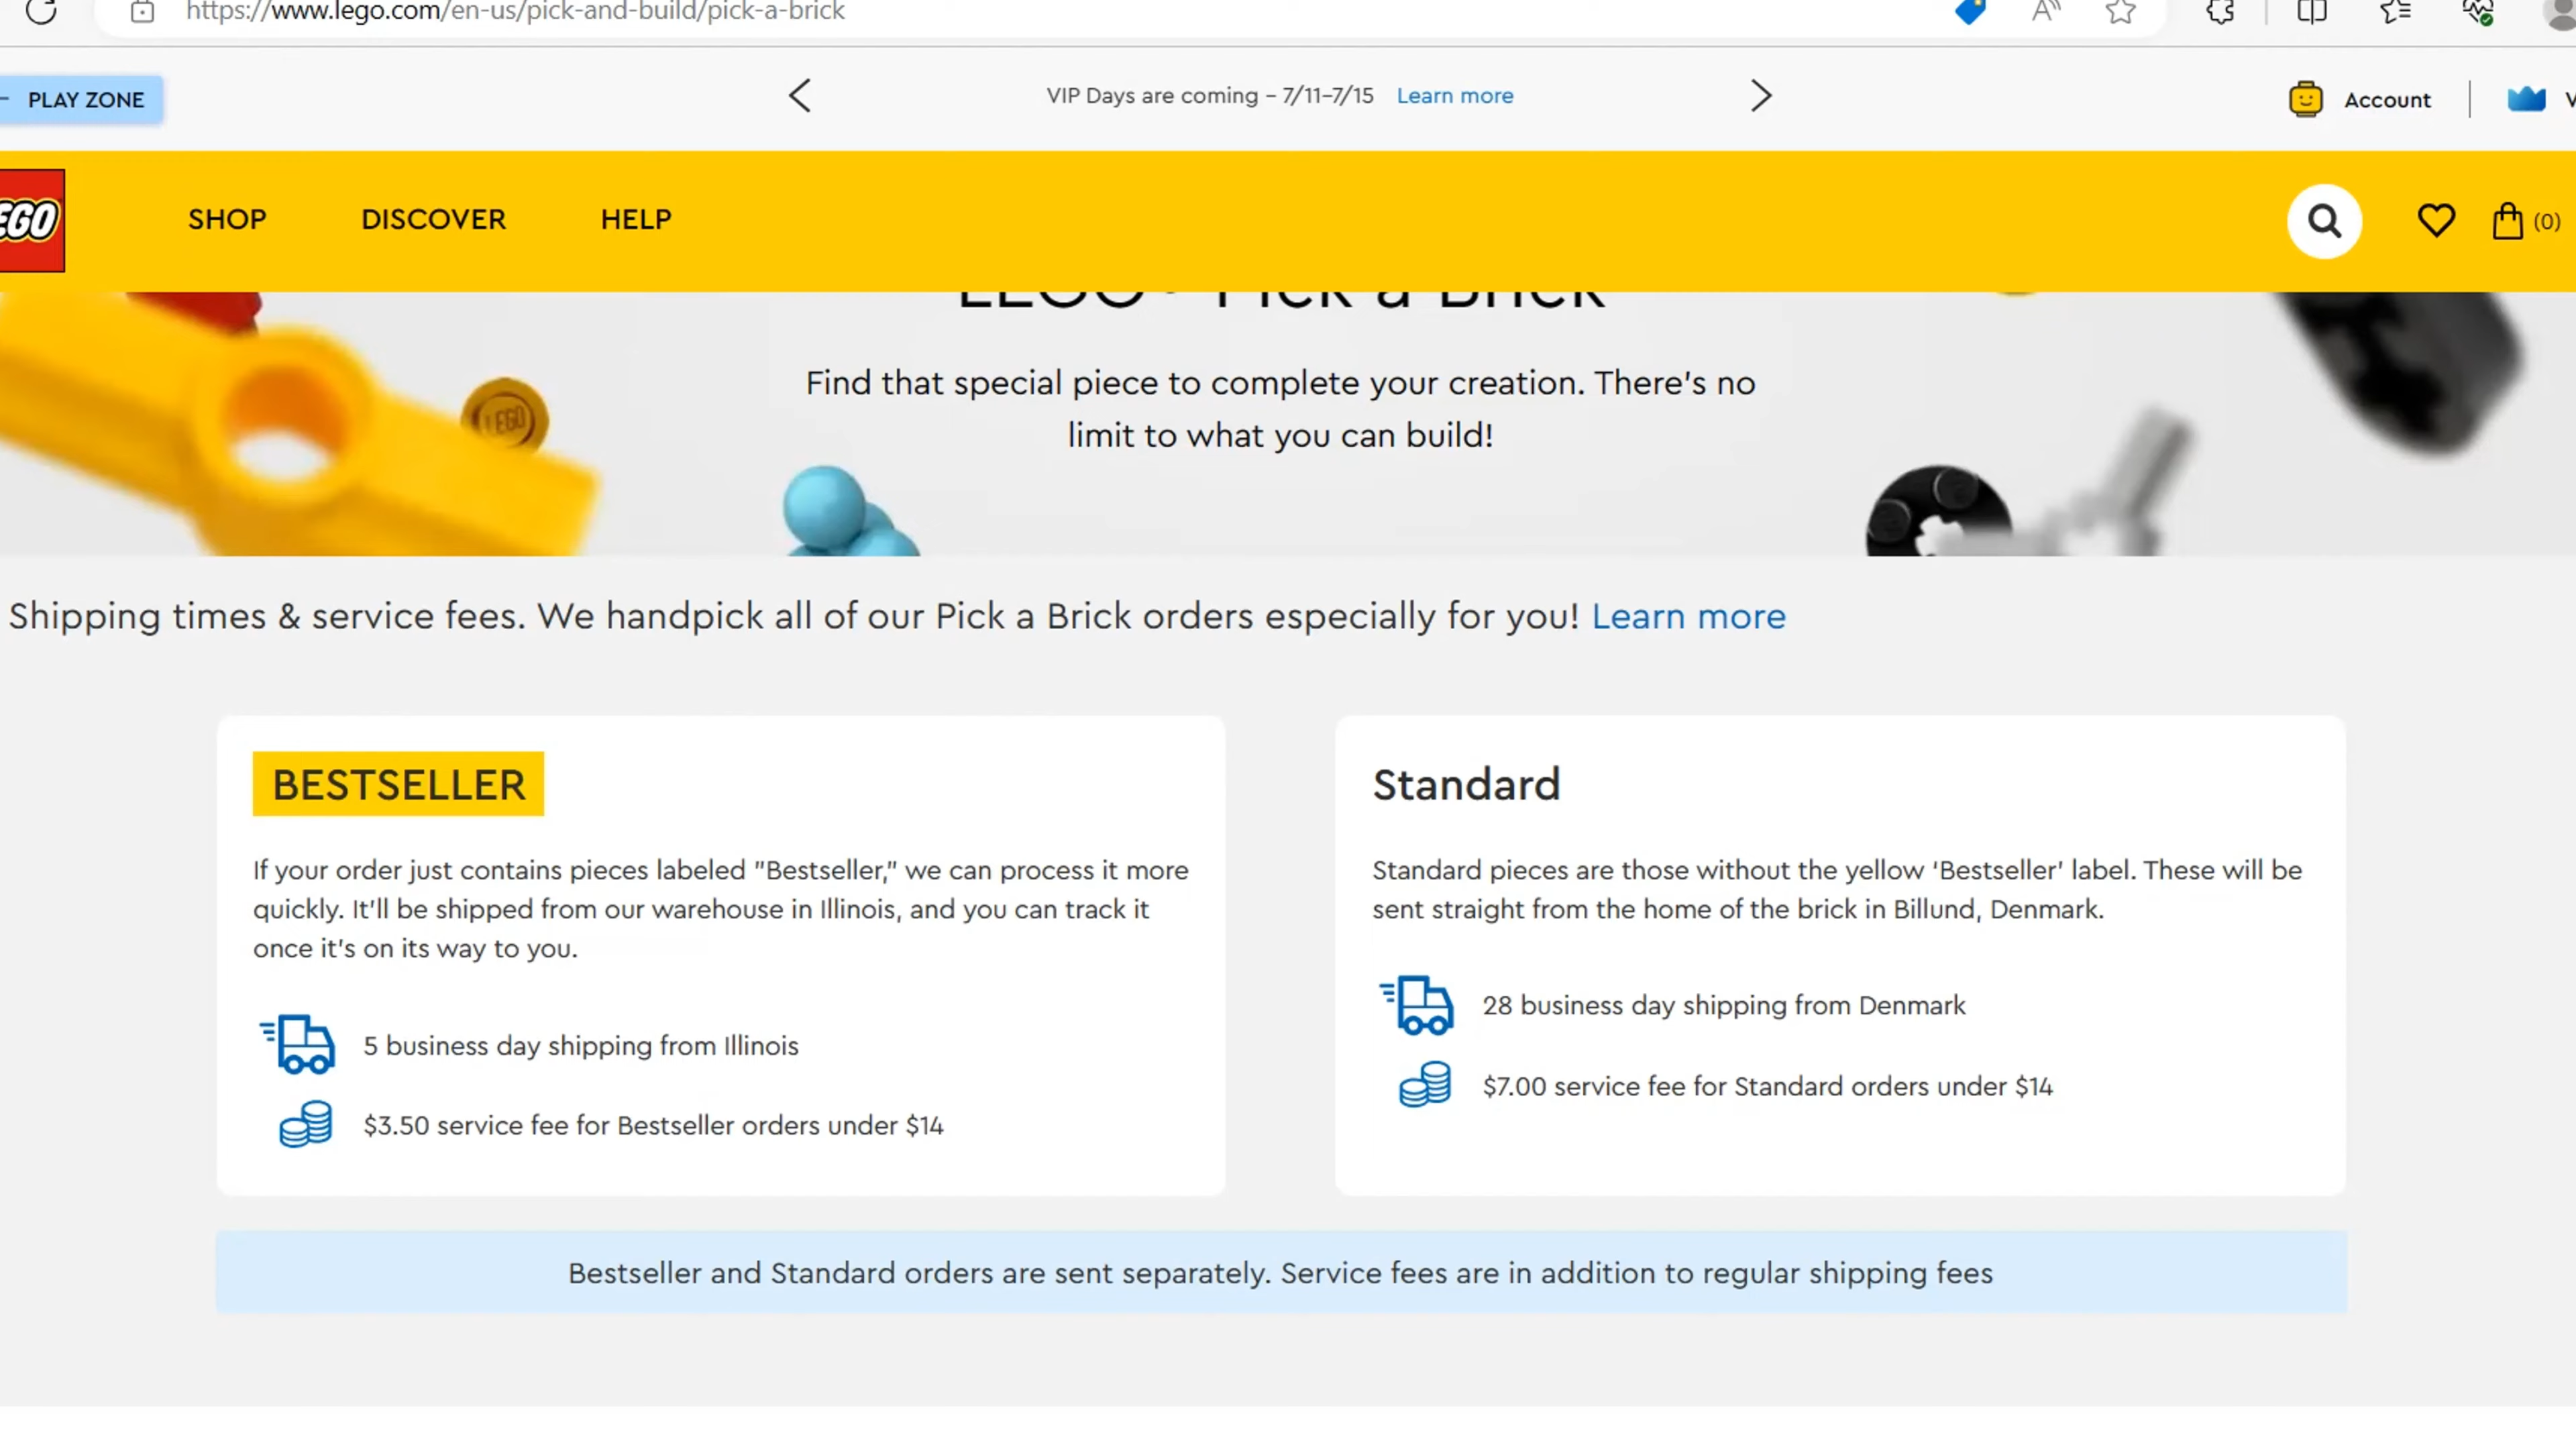 https://www.lego.com/en-us/pick-and-build/pick-a-brick
PLAY ZONE
VIP Days are coming – 7/11–7/15 Learn more
Account
SHOP
DISCOVER
HELP
(0)
LEGO® Pick a Brick
Find that special piece to complete your creation. There's no
limit to what you can build!
LEGO
Shipping times & service fees. We handpick all of our Pick a Brick orders especially for you! Learn more
BESTSELLER
If your order just contains pieces labeled "Bestseller," we can process it more
quickly. It'll be shipped from our warehouse in Illinois, and you can track it
once it's on its way to you.
5 business day shipping from Illinois
$3.50 service fee for Bestseller orders under $14
Standard
Standard pieces are those without the yellow ‘Bestseller’ label. These will be
sent straight from the home of the brick in Billund, Denmark.
28 business day shipping from Denmark
$7.00 service fee for Standard orders under $14
Bestseller and Standard orders are sent separately. Service fees are in addition to regular shipping fees